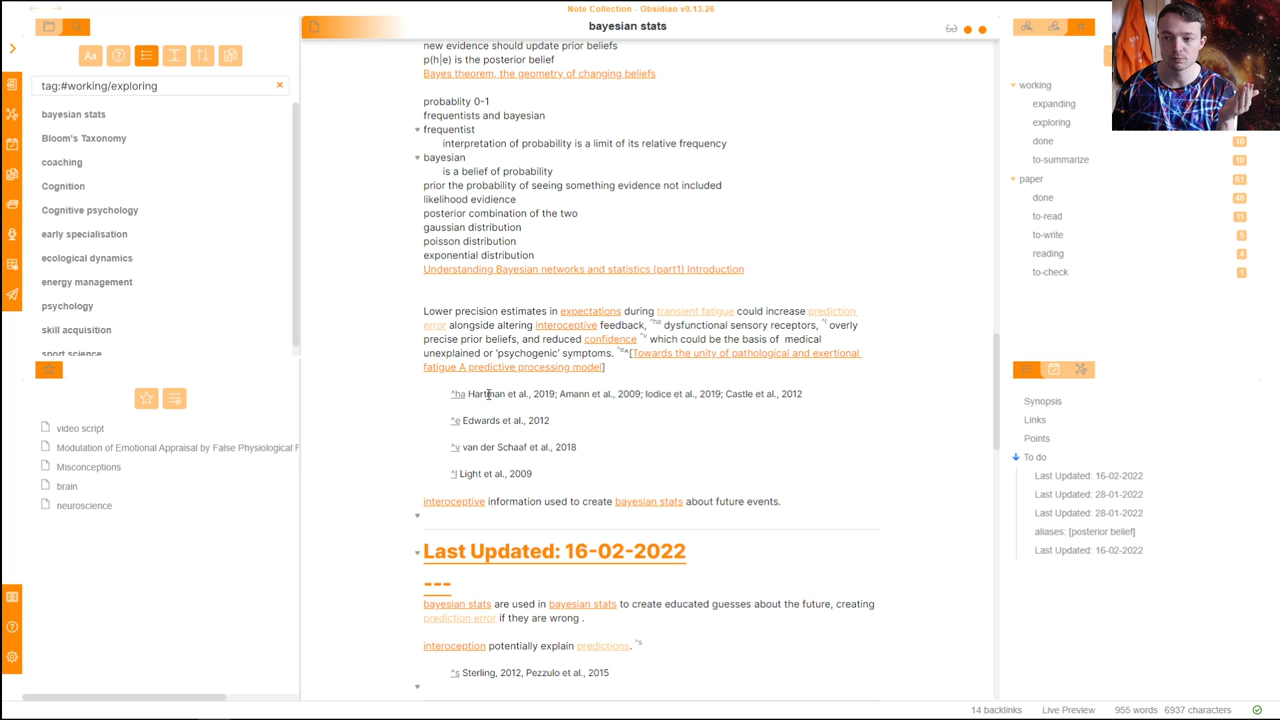 Note Collection - Obsidian v0.13.26
bayesian stats
Aa
tag:#working/exploring
bayesian stats
Bloom's Taxonomy
coaching
Cognition
Cognitive psychology
early specialisation
ecological dynamics
energy management
psychology
skill acquisition
sport science
video script
Modulation of Emotional Appraisal by False Physiological F
Misconceptions
brain
neuroscience
new evidence should update prior beliefs
p(h|e) is the posterior belief
Bayes theorem, the geometry of changing beliefs
probablity 0-1
frequentists and bayesian
frequentist
interpretation of probability is a limit of its relative frequency
bayesian
is a belief of probability
prior the probability of seeing something evidence not included
likelihood evidience
posterior combination of the two
gaussian distribution
poisson distribution
exponential distribution
Understanding Bayesian networks and statistics (part1) Introduction
Lower precision estimates in expectations during transient fatigue could increase prediction
error alongside altering interoceptive feedback, ^ha dysfunctional sensory receptors, ^l overly
precise prior beliefs, and reduced confidence ^v which could be the basis of medical
unexplained or 'psychogenic' symptoms. ^e^[Towards the unity of pathological and exertional
fatigue A predictive processing model]
^ha Hartman et al., 2019; Amann et al., 2009; Iodice et al., 2019; Castle et al., 2012
^e Edwards et al., 2012
^v van der Schaaf et al., 2018
^l Light et al., 2009
interoceptive information used to create bayesian stats about future events.
Last Updated: 16-02-2022
---
bayesian stats are used in bayesian stats to create educated guesses about the future, creating
prediction error if they are wrong .
interoception potentially explain predictions. ^s
^s Sterling, 2012, Pezzulo et al., 2015
working
expanding
exploring
done 10
to-summarize 10
paper 61
done 40
to-read 11
to-write 5
reading 4
to-check 1
Synopsis
Links
Points
To do
Last Updated: 16-02-2022
Last Updated: 28-01-2022
Last Updated: 28-01-2022
aliases: [posterior belief]
Last Updated: 16-02-2022
14 backlinks Live Preview 955 words 6937 characters